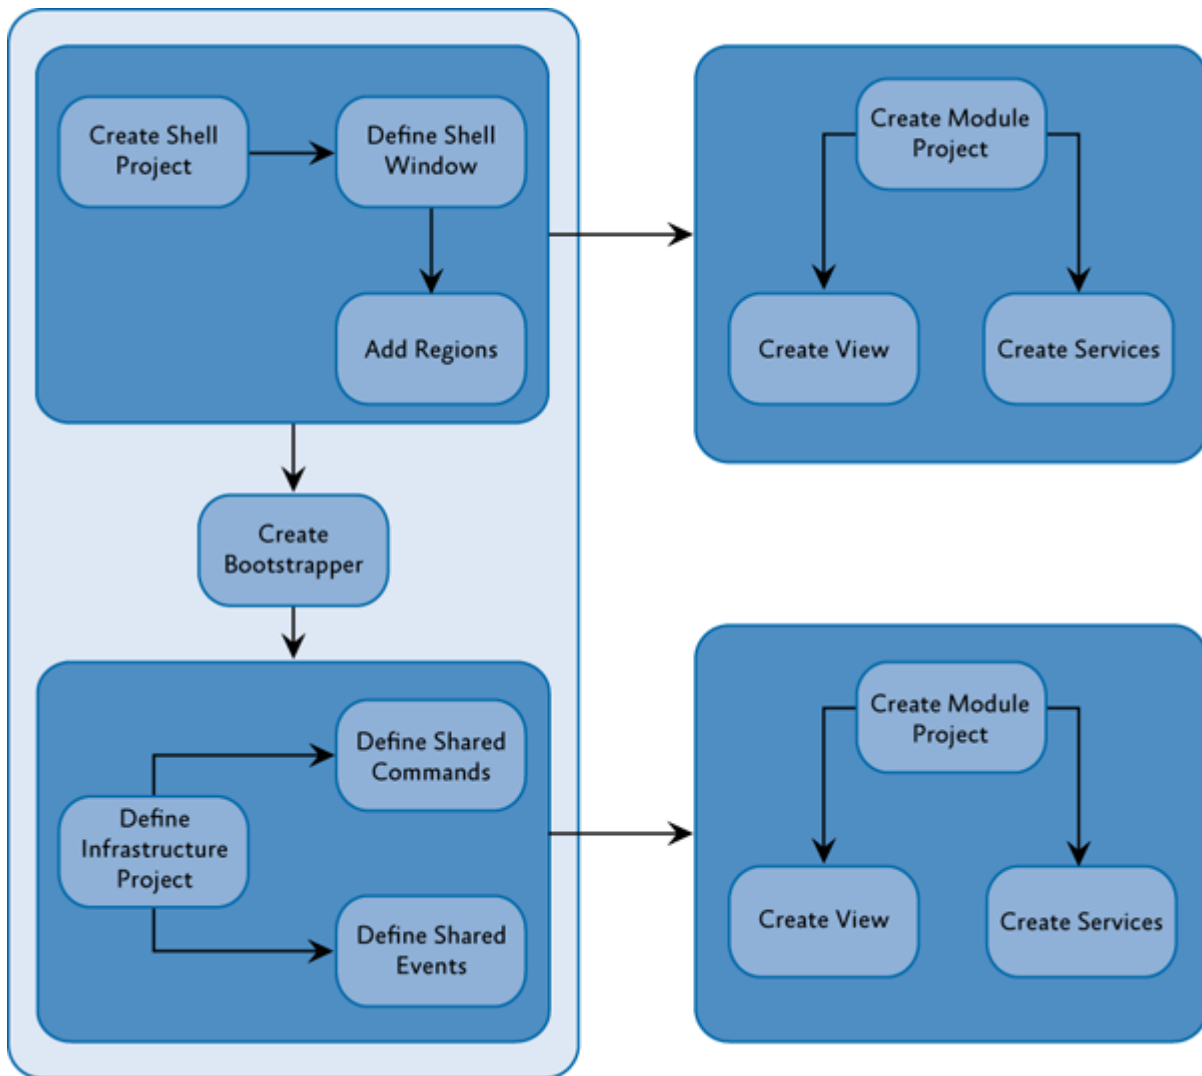 Create Shell
Project
Define Shell
Window
Add Regions
Create
Bootstrapper
Define Shared
Commands
Define
Infrastructure
Project
Define Shared
Events
Create Module
Project
Create View
Create Services
Create Module
Project
Create View
Create Services